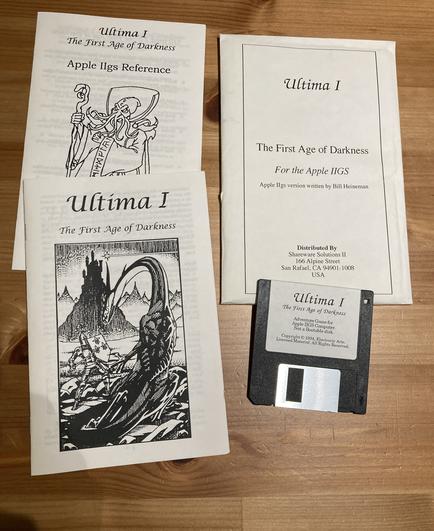 Ultima I
The First Age of Darkness
Apple IIgs Reference
Ultima I
The First Age of Darkness
Ultima I
The First Age of Darkness
For the Apple IIGS
Apple IIgs version written by Bill Heineman
Distributed By
Shareware Solutions II
166 Alpine Street
San Rafael, CA 94901-1008
USA
Ultima I
The First Age of Darkness
Adventure Game for
Apple IIGS Computer
Not a Bootable disk.
Copyright © 1994, Electronic Arts.
Licensed Material. All Rights Reserved.